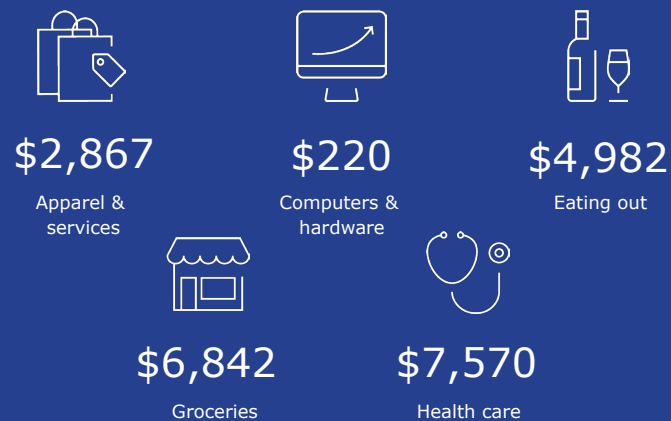 $2,867
Apparel &
services
$220
Computers &
hardware
$4,982
Eating out
$6,842
Groceries
$7,570
Health care